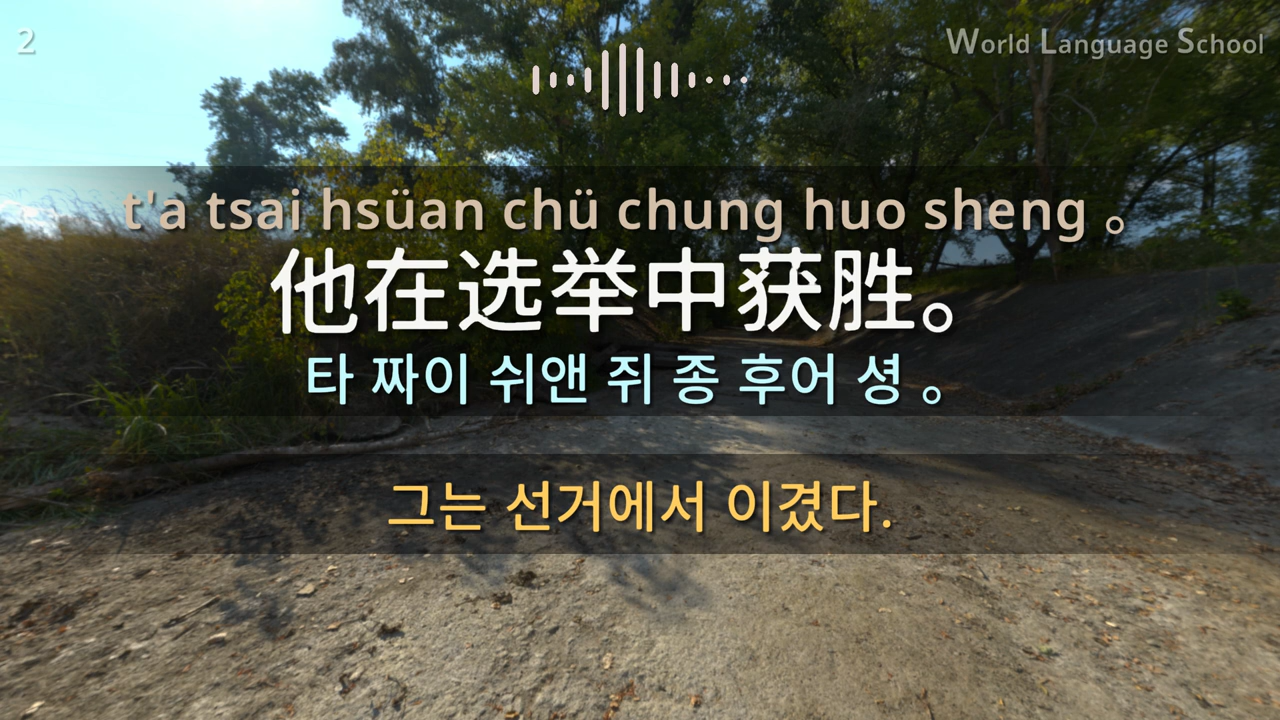 2
World Language School
t'a tsai hsüan chü chung huo sheng 。
他在选举中获胜。
타 짜이 쉬앤 쥐 종 후어 셩 。
그는 선거에서 이겼다.